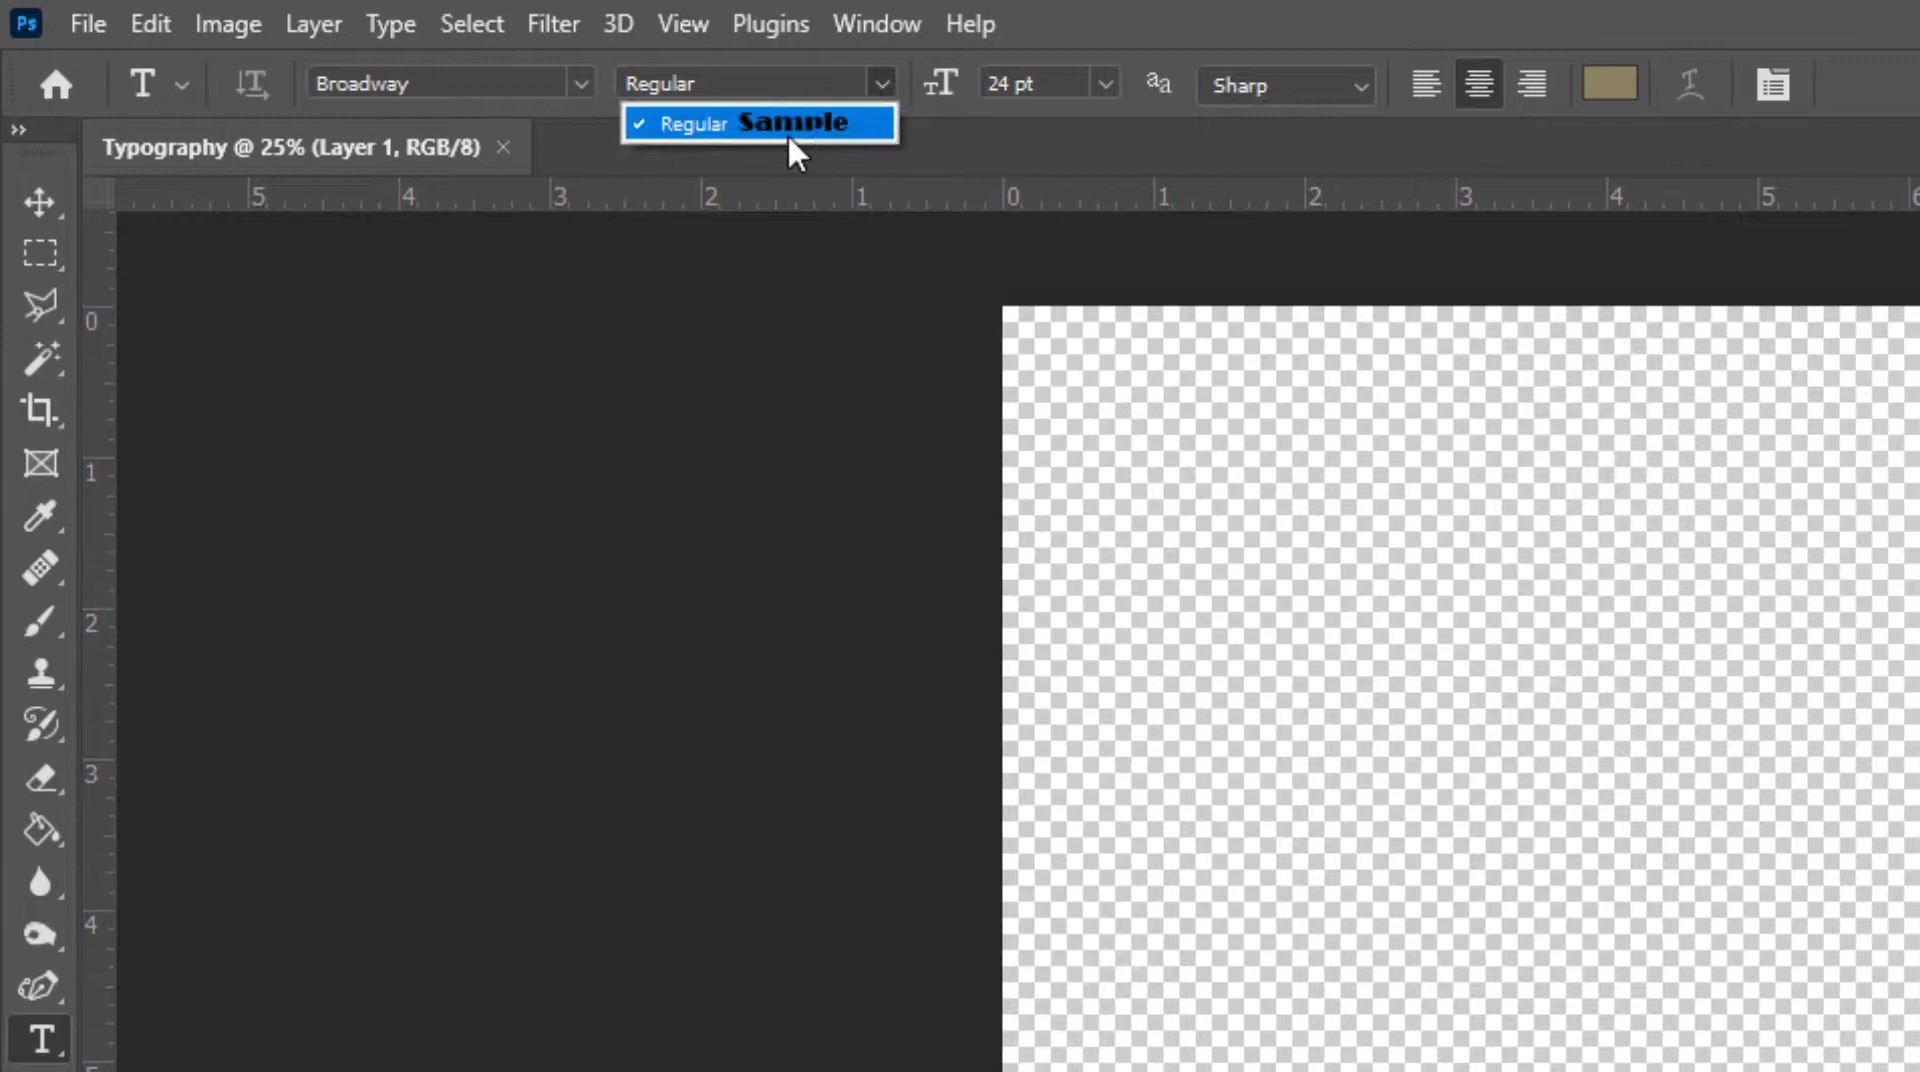 Ps File Edit Image Layer Type Select Filter 3D View Plugins Window Help
T Broadway Regular 24 pt aa Sharp
Regular Sample
Typography @ 25% (Layer 1, RGB/8)
5 4 3 2 1 0 1 2 3 4 5 6
0
1
2
3
4
T